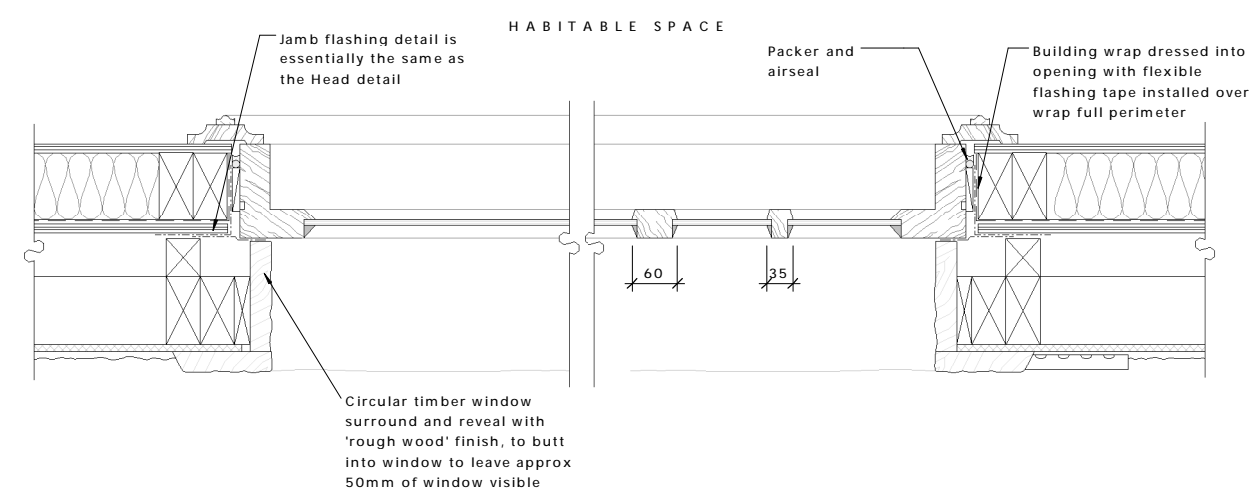 HABITABLE SPACE
Jamb flashing detail is
essentially the same as
the Head detail
Packer and
airseal
Building wrap dressed into
opening with flexible
flashing tape installed over
wrap full perimeter
60
35
Circular timber window
surround and reveal with
'rough wood' finish, to butt
into window to leave approx
50mm of window visible